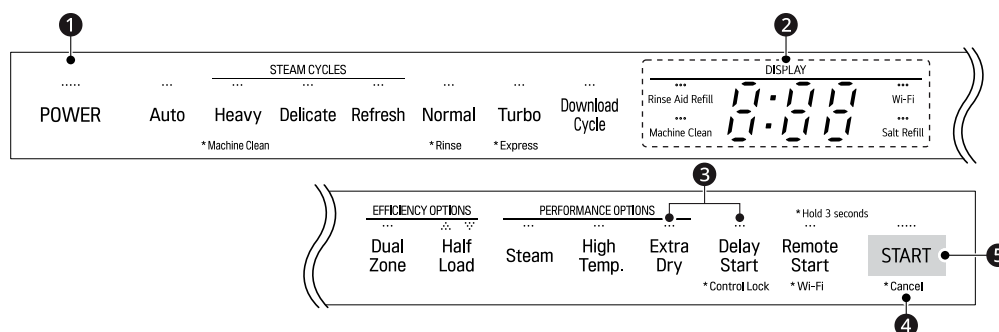 1
2
STEAM CYCLES
DISPLAY
POWER
Auto
Heavy
Delicate
Refresh
Normal
Turbo
Download
Cycle
* Machine Clean
* Rinse
* Express
Rinse Aid Refill
Machine Clean
8:88
Wi-Fi
Salt Refill
3
EFFICIENCY OPTIONS
PERFORMANCE OPTIONS
* Hold 3 seconds
Dual
Zone
Half
Load
Steam
High
Temp.
Extra
Dry
Delay
Start
Remote
Start
START
5
* Control Lock
* Wi-Fi
* Cancel
4